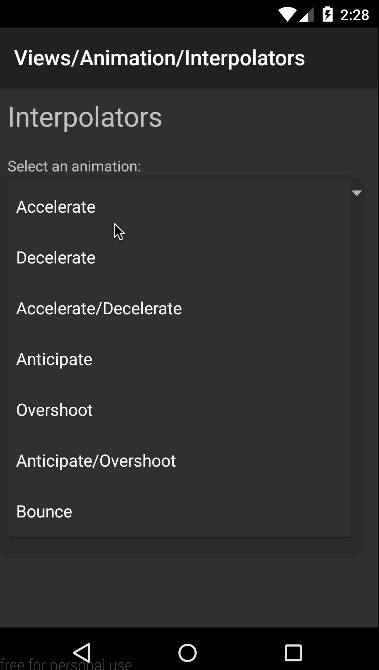 2:28
Views/Animation/Interpolators
Interpolators
Select an animation:
Accelerate
Decelerate
Accelerate/Decelerate
Anticipate
Overshoot
Anticipate/Overshoot
Bounce
free for personal use